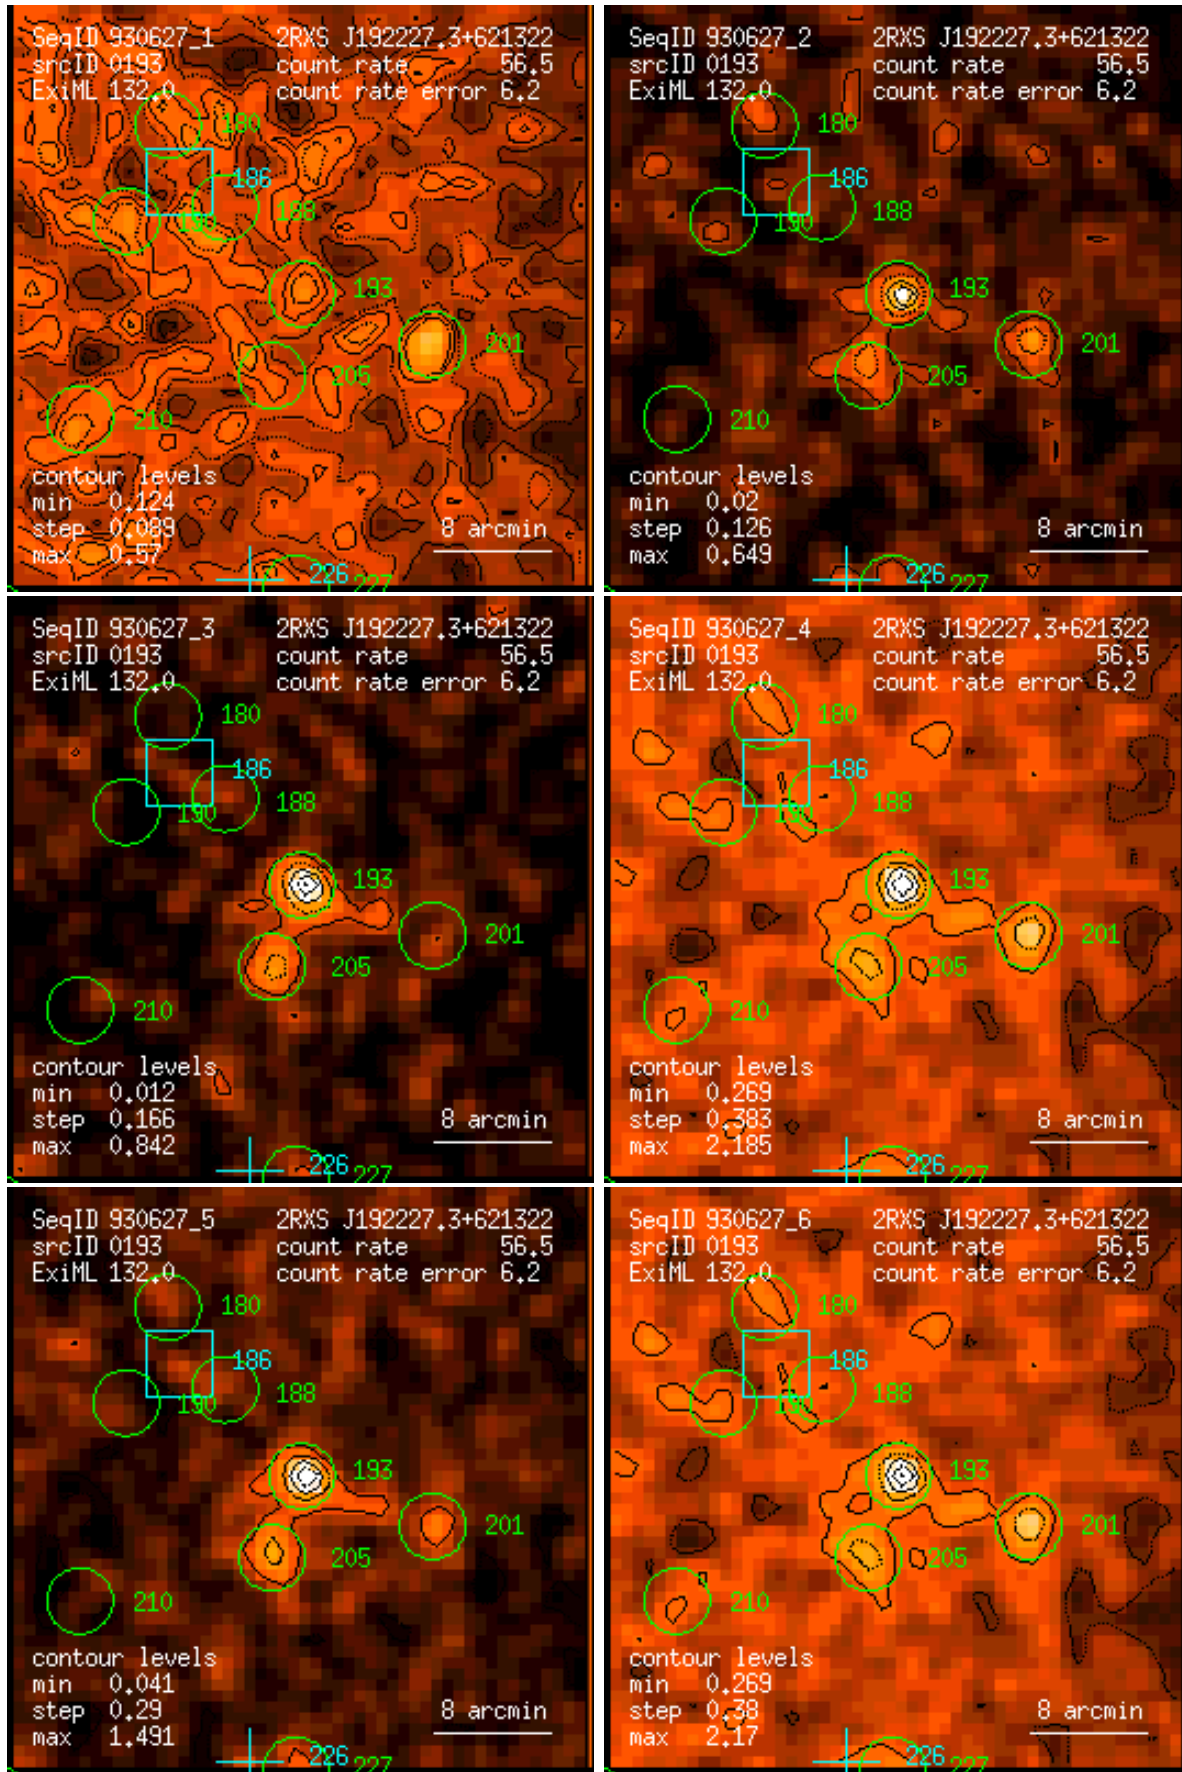 SeqID 930627_1 2RXS J192227.3+621322
srcID 0193 count rate 56.5
ExiML 132.0 count rate error 6.2
180
186
190 188
193
201
205
210
contour levels
min 0.124
step 0.089 8 arcmin
max 0.57
226 227
SeqID 930627_2 2RXS J192227.3+621322
srcID 0193 count rate 56.5
ExiML 132.0 count rate error 6.2
180
186
190 188
193
201
205
210
contour levels
min 0.02
step 0.126 8 arcmin
max 0.649
226 227
SeqID 930627_3 2RXS J192227.3+621322
srcID 0193 count rate 56.5
ExiML 132.0 count rate error 6.2
180
186
190 188
193
201
205
210
contour levels
min 0.012
step 0.166 8 arcmin
max 0.842
226 227
SeqID 930627_4 2RXS J192227.3+621322
srcID 0193 count rate 56.5
ExiML 132.0 count rate error 6.2
180
186
190 188
193
201
205
210
contour levels
min 0.269
step 0.383 8 arcmin
max 2.185
226 227
SeqID 930627_5 2RXS J192227.3+621322
srcID 0193 count rate 56.5
ExiML 132.0 count rate error 6.2
180
186
190 188
193
201
205
210
contour levels
min 0.041
step 0.29 8 arcmin
max 1.491
226 227
SeqID 930627_6 2RXS J192227.3+621322
srcID 0193 count rate 56.5
ExiML 132.0 count rate error 6.2
180
186
190 188
193
201
205
210
contour levels
min 0.269
step 0.38 8 arcmin
max 2.17
226 227